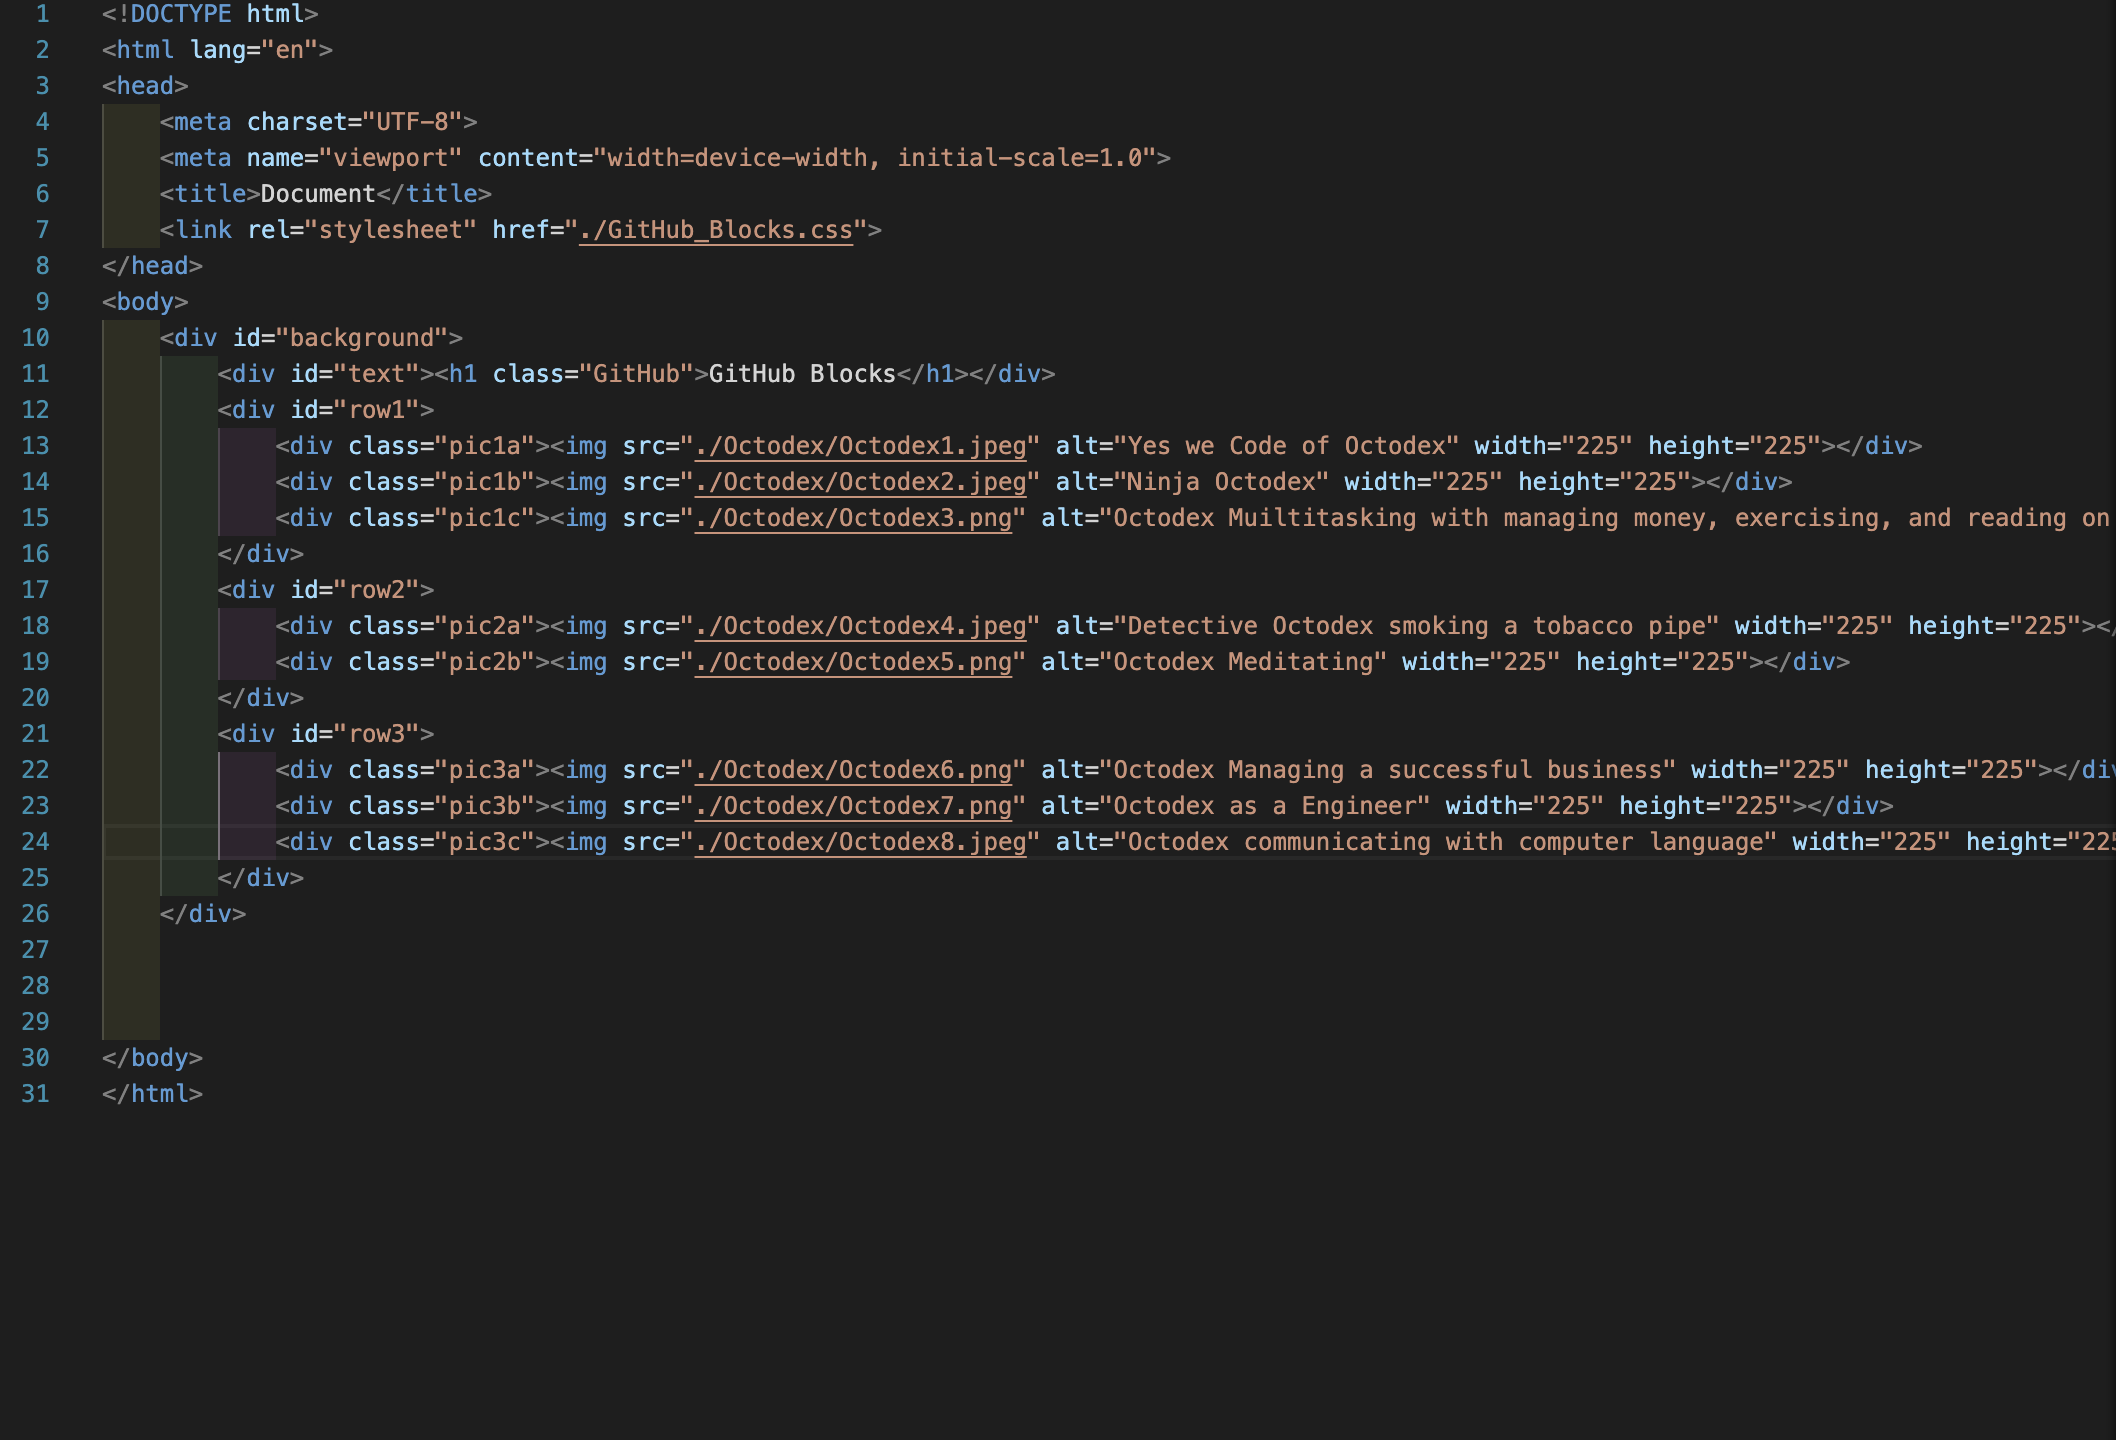 1 <!DOCTYPE html>
2 <html lang="en">
3 <head>
4 <meta charset="UTF-8">
5 <meta name="viewport" content="width=device-width, initial-scale=1.0">
6 <title>Document</title>
7 <link rel="stylesheet" href="./GitHub_Blocks.css">
8 </head>
9 <body>
10 <div id="background">
11 <div id="text"><h1 class="GitHub">GitHub Blocks</h1></div>
12 <div id="row1">
13 <div class="pic1a"><img src="./Octodex/Octodex1.jpeg" alt="Yes we Code of Octodex" width="225" height="225"></div>
14 <div class="pic1b"><img src="./Octodex/Octodex2.jpeg" alt="Ninja Octodex" width="225" height="225"></div>
15 <div class="pic1c"><img src="./Octodex/Octodex3.png" alt="Octodex Muiltitasking with managing money, exercising, and reading on
16 </div>
17 <div id="row2">
18 <div class="pic2a"><img src="./Octodex/Octodex4.jpeg" alt="Detective Octodex smoking a tobacco pipe" width="225" height="225"></
19 <div class="pic2b"><img src="./Octodex/Octodex5.png" alt="Octodex Meditating" width="225" height="225"></div>
20 </div>
21 <div id="row3">
22 <div class="pic3a"><img src="./Octodex/Octodex6.png" alt="Octodex Managing a successful business" width="225" height="225"></div
23 <div class="pic3b"><img src="./Octodex/Octodex7.png" alt="Octodex as a Engineer" width="225" height="225"></div>
24 <div class="pic3c"><img src="./Octodex/Octodex8.jpeg" alt="Octodex communicating with computer language" width="225" height="225
25 </div>
26 </div>
27
28
29
30 </body>
31 </html>